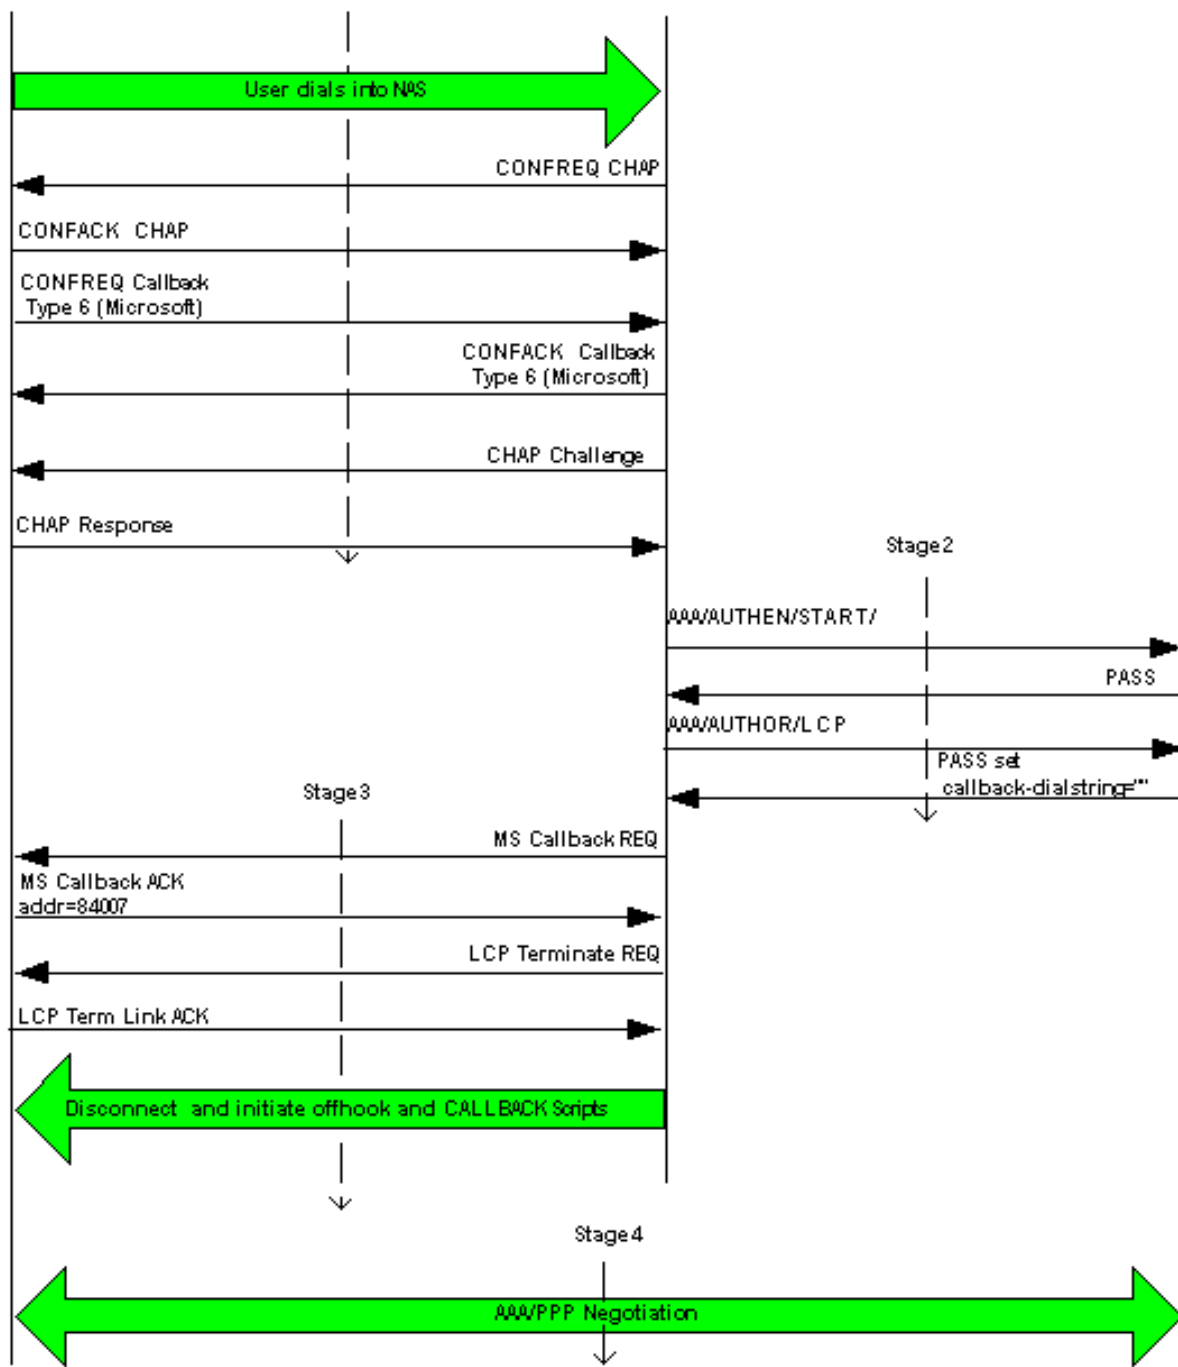 User dials into NAS
CONFREQ CHAP
CONFACK CHAP
CONFREQ Callback
Type 6 (Microsoft)
CONFACK Callback
Type 6 (Microsoft)
CHAP Challenge
CHAP Response
Stage 2
AAA/AUTHEN/START/
PASS
AAA/AUTHOR/LCP
PASS set
callback-dialstring=""
Stage 3
MS Callback REQ
MS Callback ACK
addr=84007
LCP Terminate REQ
LCP Term Link ACK
Disconnect and initiate offhook and CALLBACK Scripts
Stage 4
AAA/PPP Negotiation